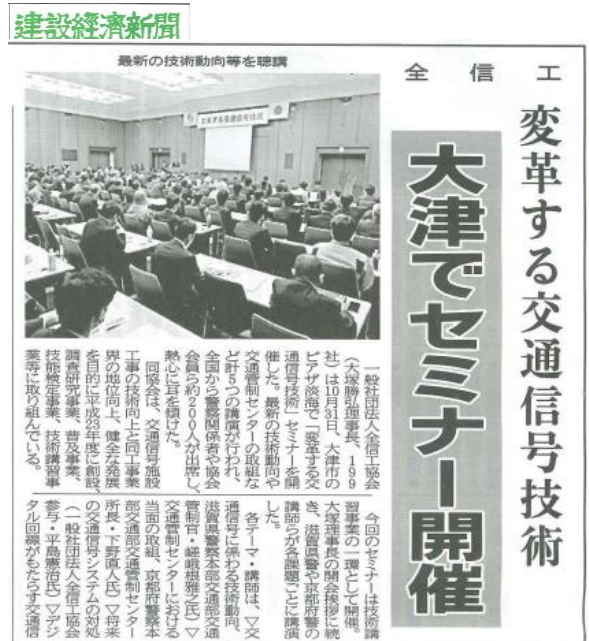 建設経済新聞
全信工
変革する交通信号技術
大津でセミナー開催
最新の技術動向等を聴講
変革する交通信号技術
一般社団法人全信工協会
(大塚勝弘理事長、199
社)は10月31日、大津市の
ピアザ淡海で「変革する交
通信号技術」セミナーを開
催した。最新の技術動向や
交通管制センターの取組な
ど計5つの講演が行われ、
全国から警察関係者や協会
会員ら約200人が出席し、
熱心に耳を傾けた。
同協会は、交通信号施設
工事の技術向上と同工事業
界の地位向上、健全な発展
を目的に平成23年度に創設、
調査研究事業、普及事業、
技能検定事業、技術講習事
業等に取り組んでいる。
今回のセミナーは技術講
習事業の一環として開催。
大塚理事長の開会挨拶に続
き、滋賀県警や京都府警の
講師らが各課題ごとに講演
した。
各テーマ・講師は、▽交
通信号に係わる技術動向、
滋賀県警察本部交通部交通
管制官・嵯峨根雅之氏)▽
交通管制センターにおける
当面の取組、京都府警察本
部交通部交通管制センター
所長・下野直人氏)▽将来
の交通信号システムの対処
(一般社団法人全信工協会
参与・平島憲治氏)▽デジ
タル回線がもたらす交通信